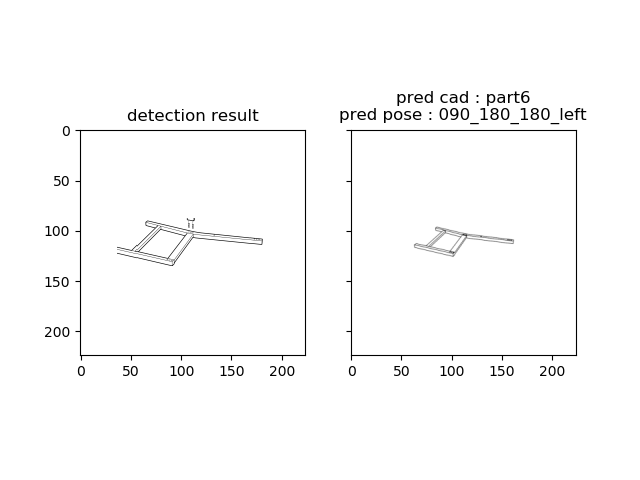 detection result
pred cad : part6
pred pose : 090_180_180_left
0
50
100
150
200
0 50 100 150 200
0 50 100 150 200